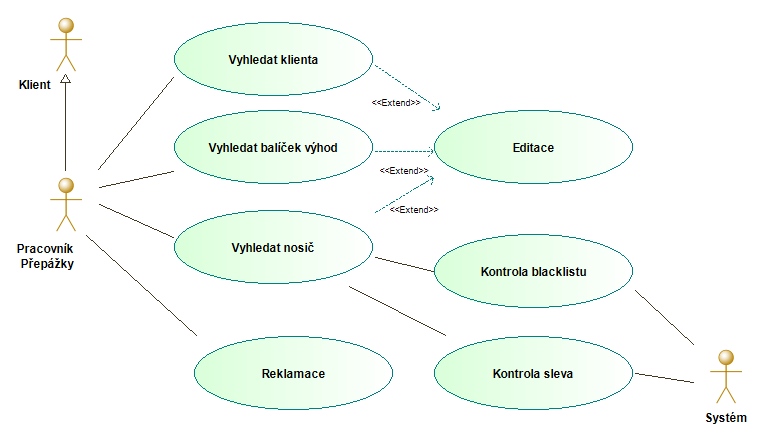 Klient
Vyhledat klienta
<<Extend>>
Vyhledat balíček výhod
Editace
<<Extend>>
<<Extend>>
Pracovník
Přepážky
Vyhledat nosič
Kontrola blacklistu
Reklamace
Kontrola sleva
Systém